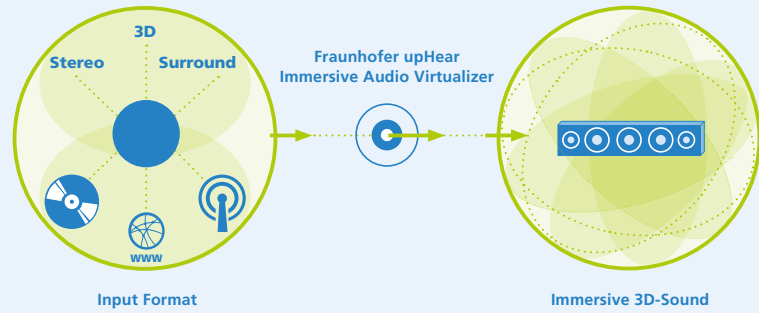 3D
Stereo
Surround
Fraunhofer upHear
Immersive Audio Virtualizer
www
Input Format
Immersive 3D-Sound